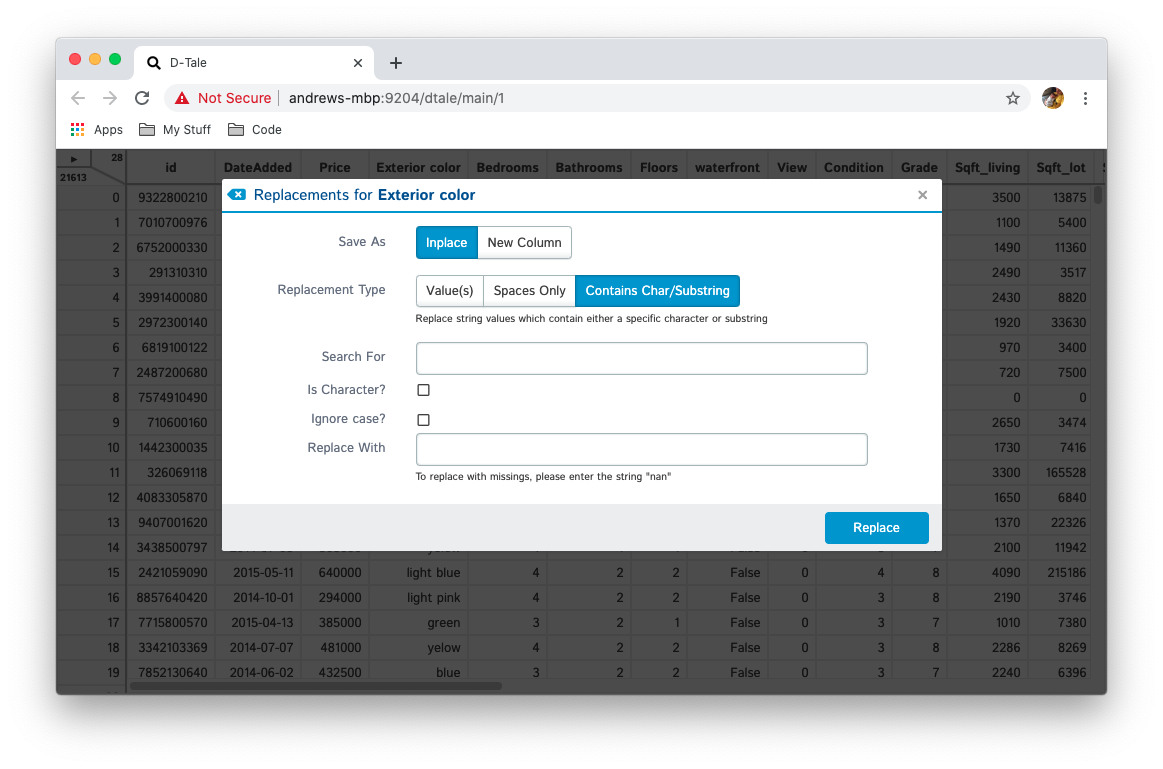 D-Tale
Not Secure | andrews-mbp:9204/dtale/main/1
Apps My Stuff Code
28
21613
id DateAdded Price Exterior color Bedrooms Bathrooms Floors waterfront View Condition Grade Sqft_living Sqft_lot
Replacements for Exterior color
Save As Inplace New Column
Replacement Type Value(s) Spaces Only Contains Char/Substring
Replace string values which contain either a specific character or substring
Search For
Is Character?
Ignore case?
Replace With
To replace with missings, please enter the string "nan"
Replace
0 9322800210 3500 13875
1 7010700976 1100 5400
2 6752000330 1490 11360
3 291310310 2490 3517
4 3991400080 2430 8820
5 2972300140 1920 33630
6 6819100122 970 3400
7 2487200680 720 7500
8 7574910490 0 0
9 710600160 2650 3474
10 1442300035 1730 7416
11 326069118 3300 165528
12 4083305870 1650 6840
13 9407001620 1370 22326
14 3438500797 2100 11942
15 2421059090 2015-05-11 640000 light blue 4 2 2 False 0 4 8 4090 215186
16 8857640420 2014-10-01 294000 light pink 4 2 2 False 0 3 8 2190 3746
17 7715800570 2015-04-13 385000 green 3 2 1 False 0 3 7 1010 7380
18 3342103369 2014-07-07 481000 yelow 4 2 2 False 0 3 8 2286 8269
19 7852130640 2014-06-02 432500 blue 3 2 2 False 0 3 7 2240 6396